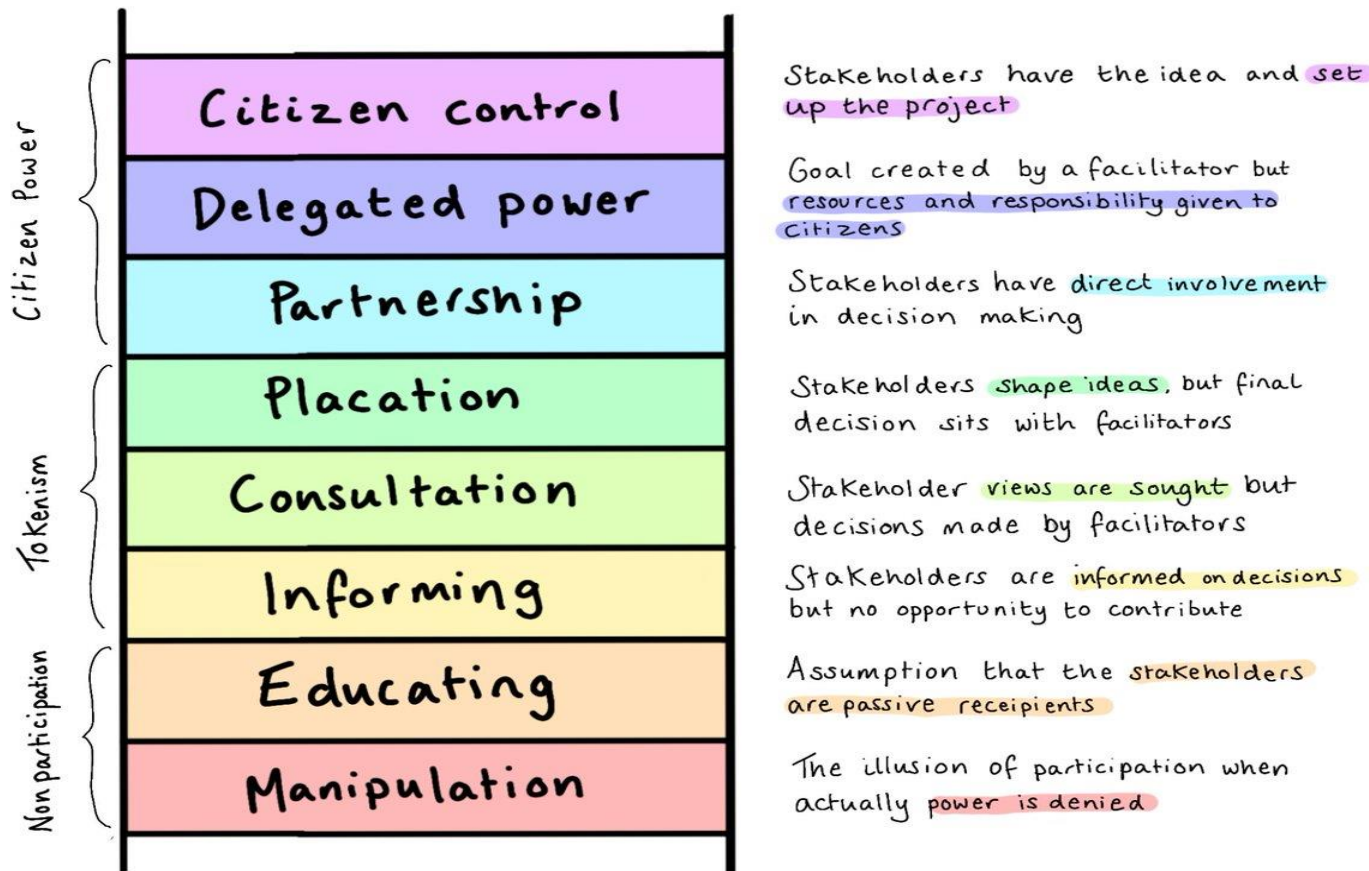 Citizen Power
Citizen control
Stakeholders have the idea and set
up the project
Delegated power
Goal created by a facilitator but
resources and responsibility given to
citizens
Partnership
Stakeholders have direct involvement
in decision making
Tokenism
Placation
Stakeholders shape ideas, but final
decision sits with facilitators
Consultation
Stakeholder views are sought but
decisions made by facilitators
Informing
Stakeholders are informed on decisions
but no opportunity to contribute
Nonparticipation
Educating
Assumption that the stakeholders
are passive receipients
Manipulation
The illusion of participation when
actually power is denied